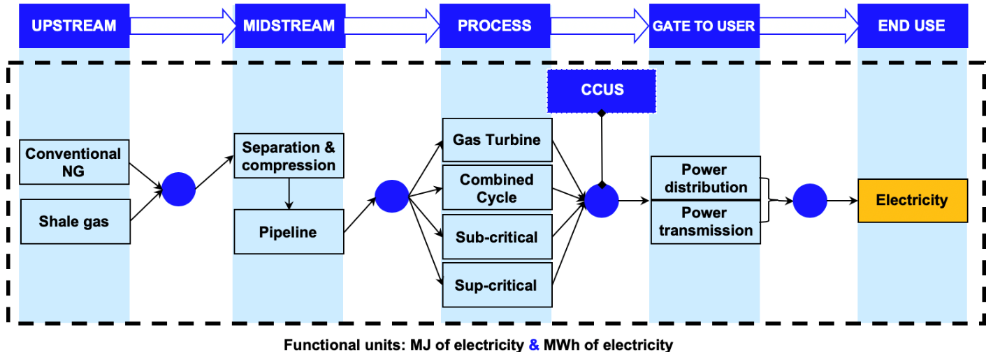 UPSTREAM
MIDSTREAM
PROCESS
GATE TO USER
END USE
CCUS
Conventional
NG
Shale gas
Separation &
compression
Pipeline
Gas Turbine
Combined
Cycle
Sub-critical
Sup-critical
Power
distribution
Power
transmission
Electricity
Functional units: MJ of electricity & MWh of electricity